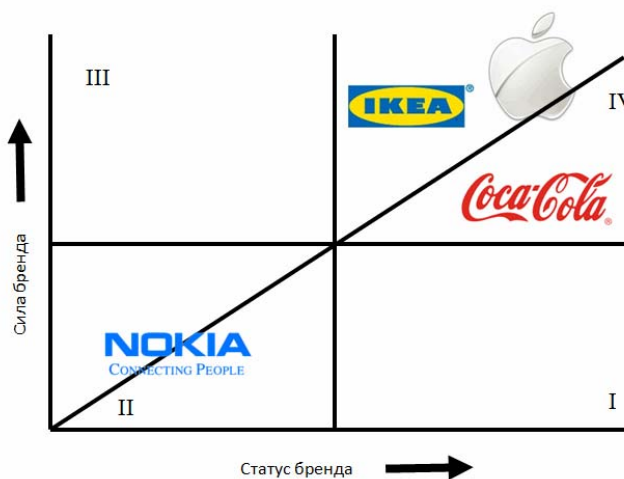 III
IKEA®
IV
Coca-Cola®
Сила бренда
NOKIA
CONNECTING PEOPLE
II
I
Статус бренда